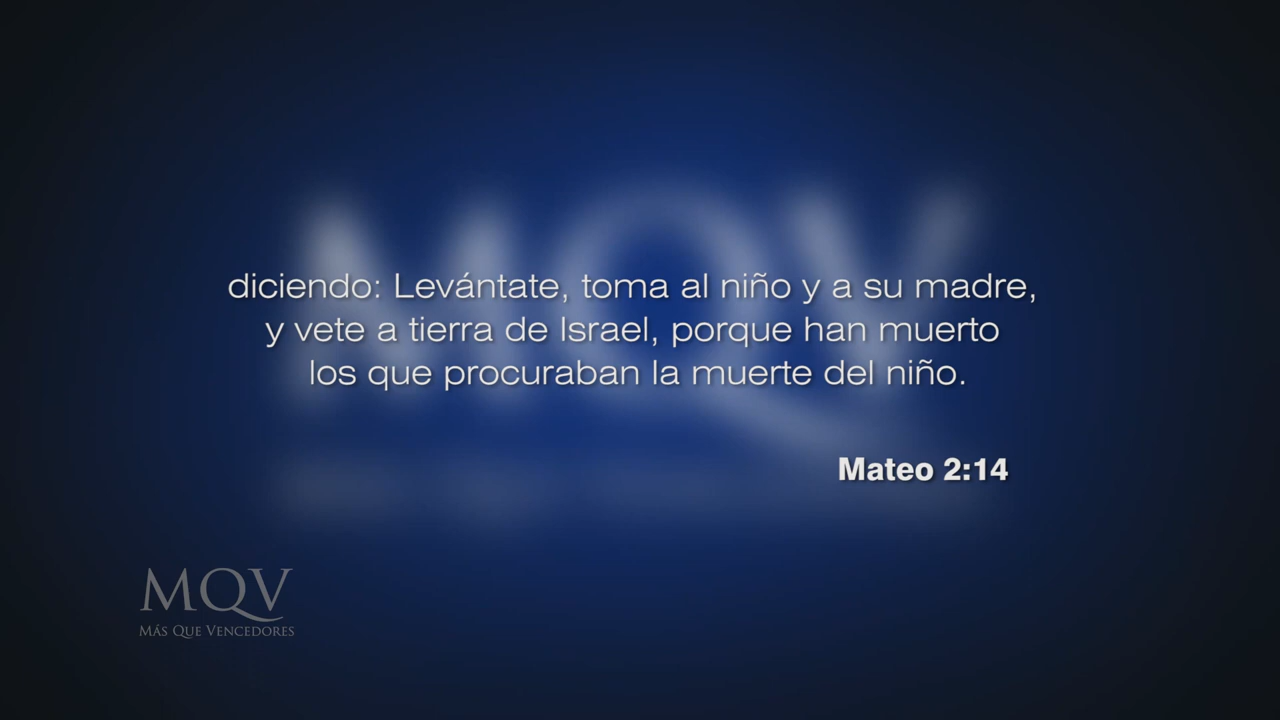 diciendo: Levántate, toma al niño y a su madre,
y vete a tierra de Israel, porque han muerto
los que procuraban la muerte del niño.
Mateo 2:14
MQV
MQV
MÁS QUE VENCEDORES